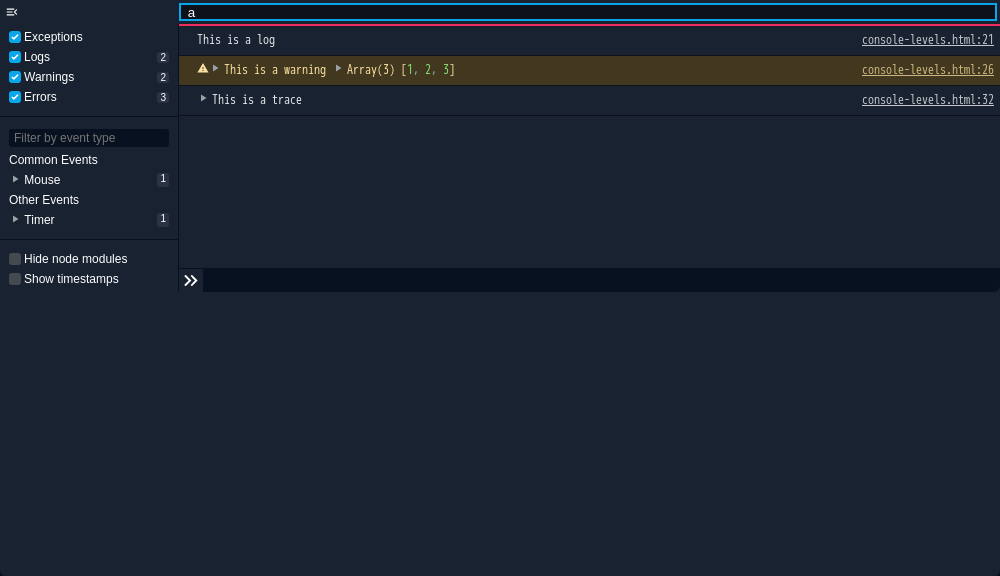 a
Exceptions
Logs 2
Warnings 2
Errors 3
Filter by event type
Common Events
Mouse 1
Other Events
Timer 1
Hide node modules
Show timestamps
This is a log console-levels.html:21
This is a warning Array(3) [1, 2, 3] console-levels.html:26
This is a trace console-levels.html:32